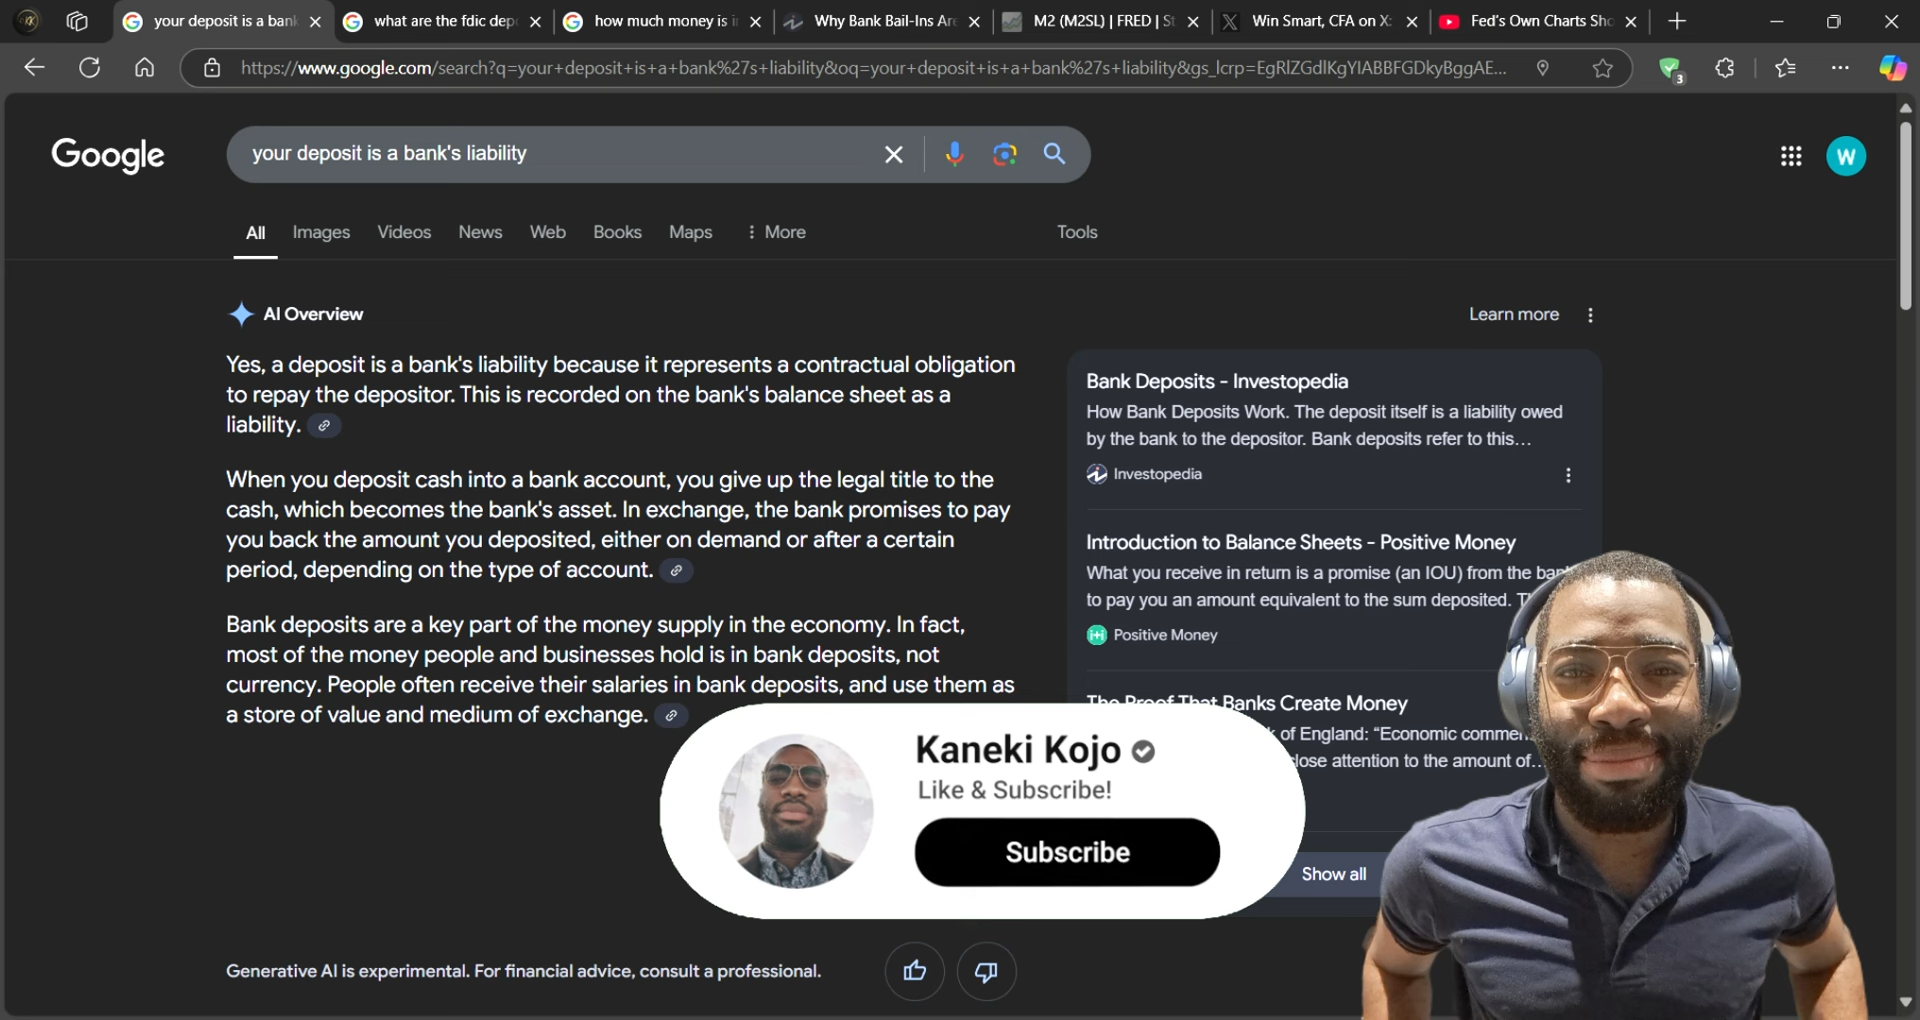 your deposit is a bank
what are the fdic dep
how much money is i
Why Bank Bail-Ins Are
M2 (M2SL) | FRED | St
Win Smart, CFA on X:
Fed's Own Charts Sho
https://www.google.com/search?q=your+deposit+is+a+bank%27s+liability&oq=your+deposit+is+a+bank%27s+liability&gs_lcrp=EgRlZGdlKgYIABBFGDkyBggAE...
3
Google
your deposit is a bank's liability
W
All
Images
Videos
News
Web
Books
Maps
More
Tools
AI Overview
Learn more
Yes, a deposit is a bank's liability because it represents a contractual obligation
to repay the depositor. This is recorded on the bank's balance sheet as a
liability.
When you deposit cash into a bank account, you give up the legal title to the
cash, which becomes the bank's asset. In exchange, the bank promises to pay
you back the amount you deposited, either on demand or after a certain
period, depending on the type of account.
Bank deposits are a key part of the money supply in the economy. In fact,
most of the money people and businesses hold is in bank deposits, not
currency. People often receive their salaries in bank deposits, and use them as
a store of value and medium of exchange.
Bank Deposits - Investopedia
How Bank Deposits Work. The deposit itself is a liability owed
by the bank to the depositor. Bank deposits refer to this...
Investopedia
Introduction to Balance Sheets - Positive Money
What you receive in return is a promise (an IOU) from the bank
to pay you an amount equivalent to the sum deposited.
Positive Money
The Proof That Banks Create Money
of England: “Economic commen
close attention to the amount of...
Show all
Kaneki Kojo
Like & Subscribe!
Subscribe
Generative AI is experimental. For financial advice, consult a professional.